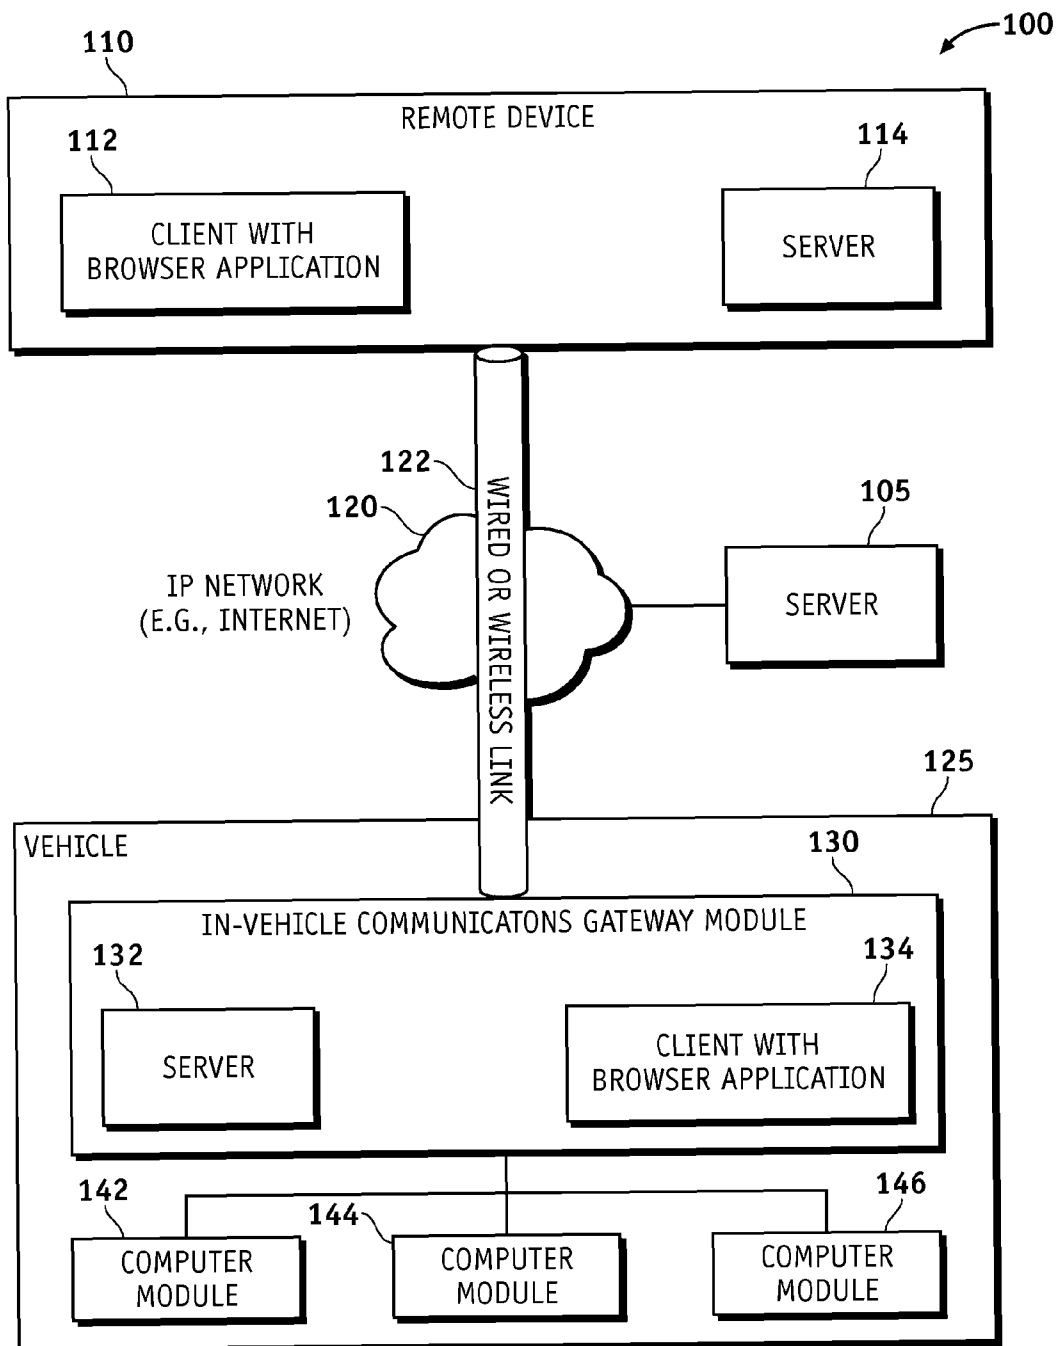 100
110
REMOTE DEVICE
112
114
CLIENT WITH
BROWSER APPLICATION
SERVER
122
120
WIRED OR WIRELESS LINK
105
IP NETWORK
(E.G., INTERNET)
SERVER
125
VEHICLE
130
IN-VEHICLE COMMUNICATONS GATEWAY MODULE
132
134
SERVER
CLIENT WITH
BROWSER APPLICATION
142
144
146
COMPUTER
MODULE
COMPUTER
MODULE
COMPUTER
MODULE